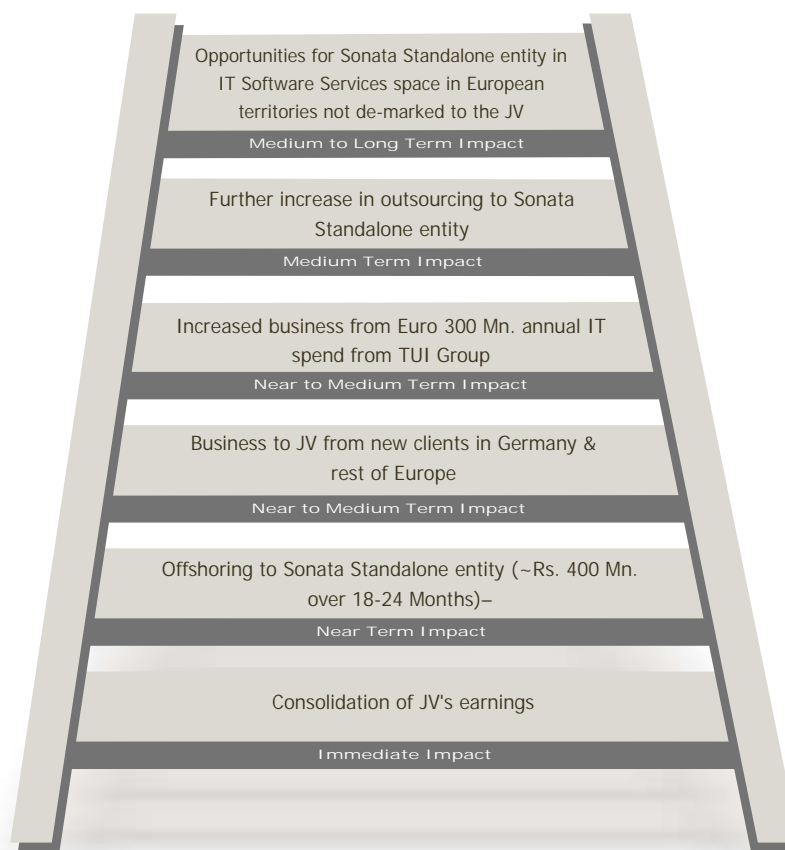 Opportunities for Sonata Standalone entity in
IT Software Services space in European
territories not de-marked to the JV
Medium to Long Term Impact
Further increase in outsourcing to Sonata
Standalone entity
Medium Term Impact
Increased business from Euro 300 Mn. annual IT
spend from TUI Group
Near to Medium Term Impact
Business to JV from new clients in Germany &
rest of Europe
Near to Medium Term Impact
Offshoring to Sonata Standalone entity (~Rs. 400 Mn.
over 18-24 Months)–
Near Term Impact
Consolidation of JV's earnings
Immediate Impact